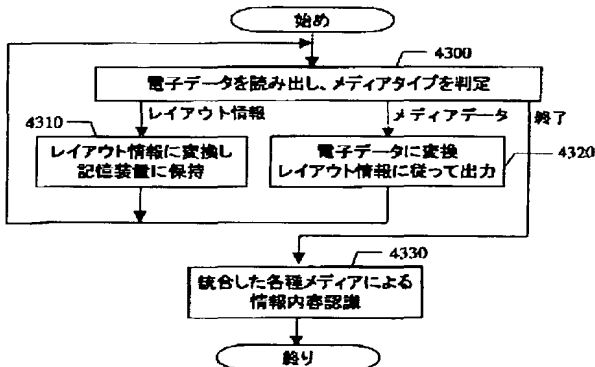 始め
4300
電子データを読み出し、メディアタイプを判定
4310
レイアウト情報
メディアデータ
終了
レイアウト情報に変換し
記憶装置に保持
電子データに変換
レイアウト情報に従って出力
4320
4330
統合した各種メディアによる
情報内容認識
終り